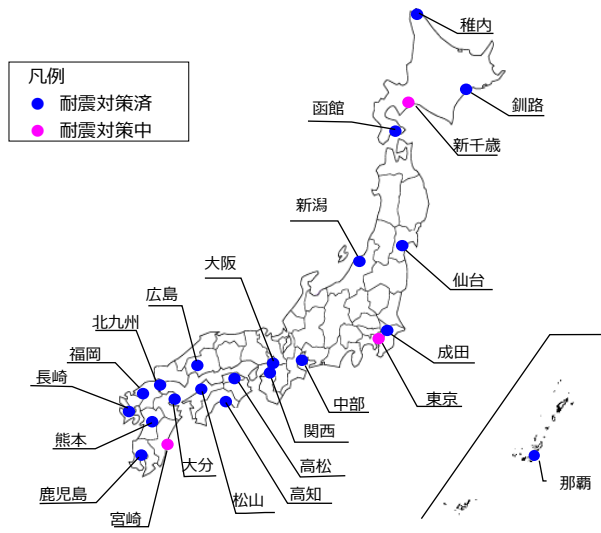 稚内
凡例
耐震対策済
耐震対策中
釧路
函館
新千歳
新潟
大阪
仙台
広島
北九州
福岡
成田
長崎
中部
東京
関西
熊本
大分
高松
那覇
鹿児島
松山
高知
宮崎